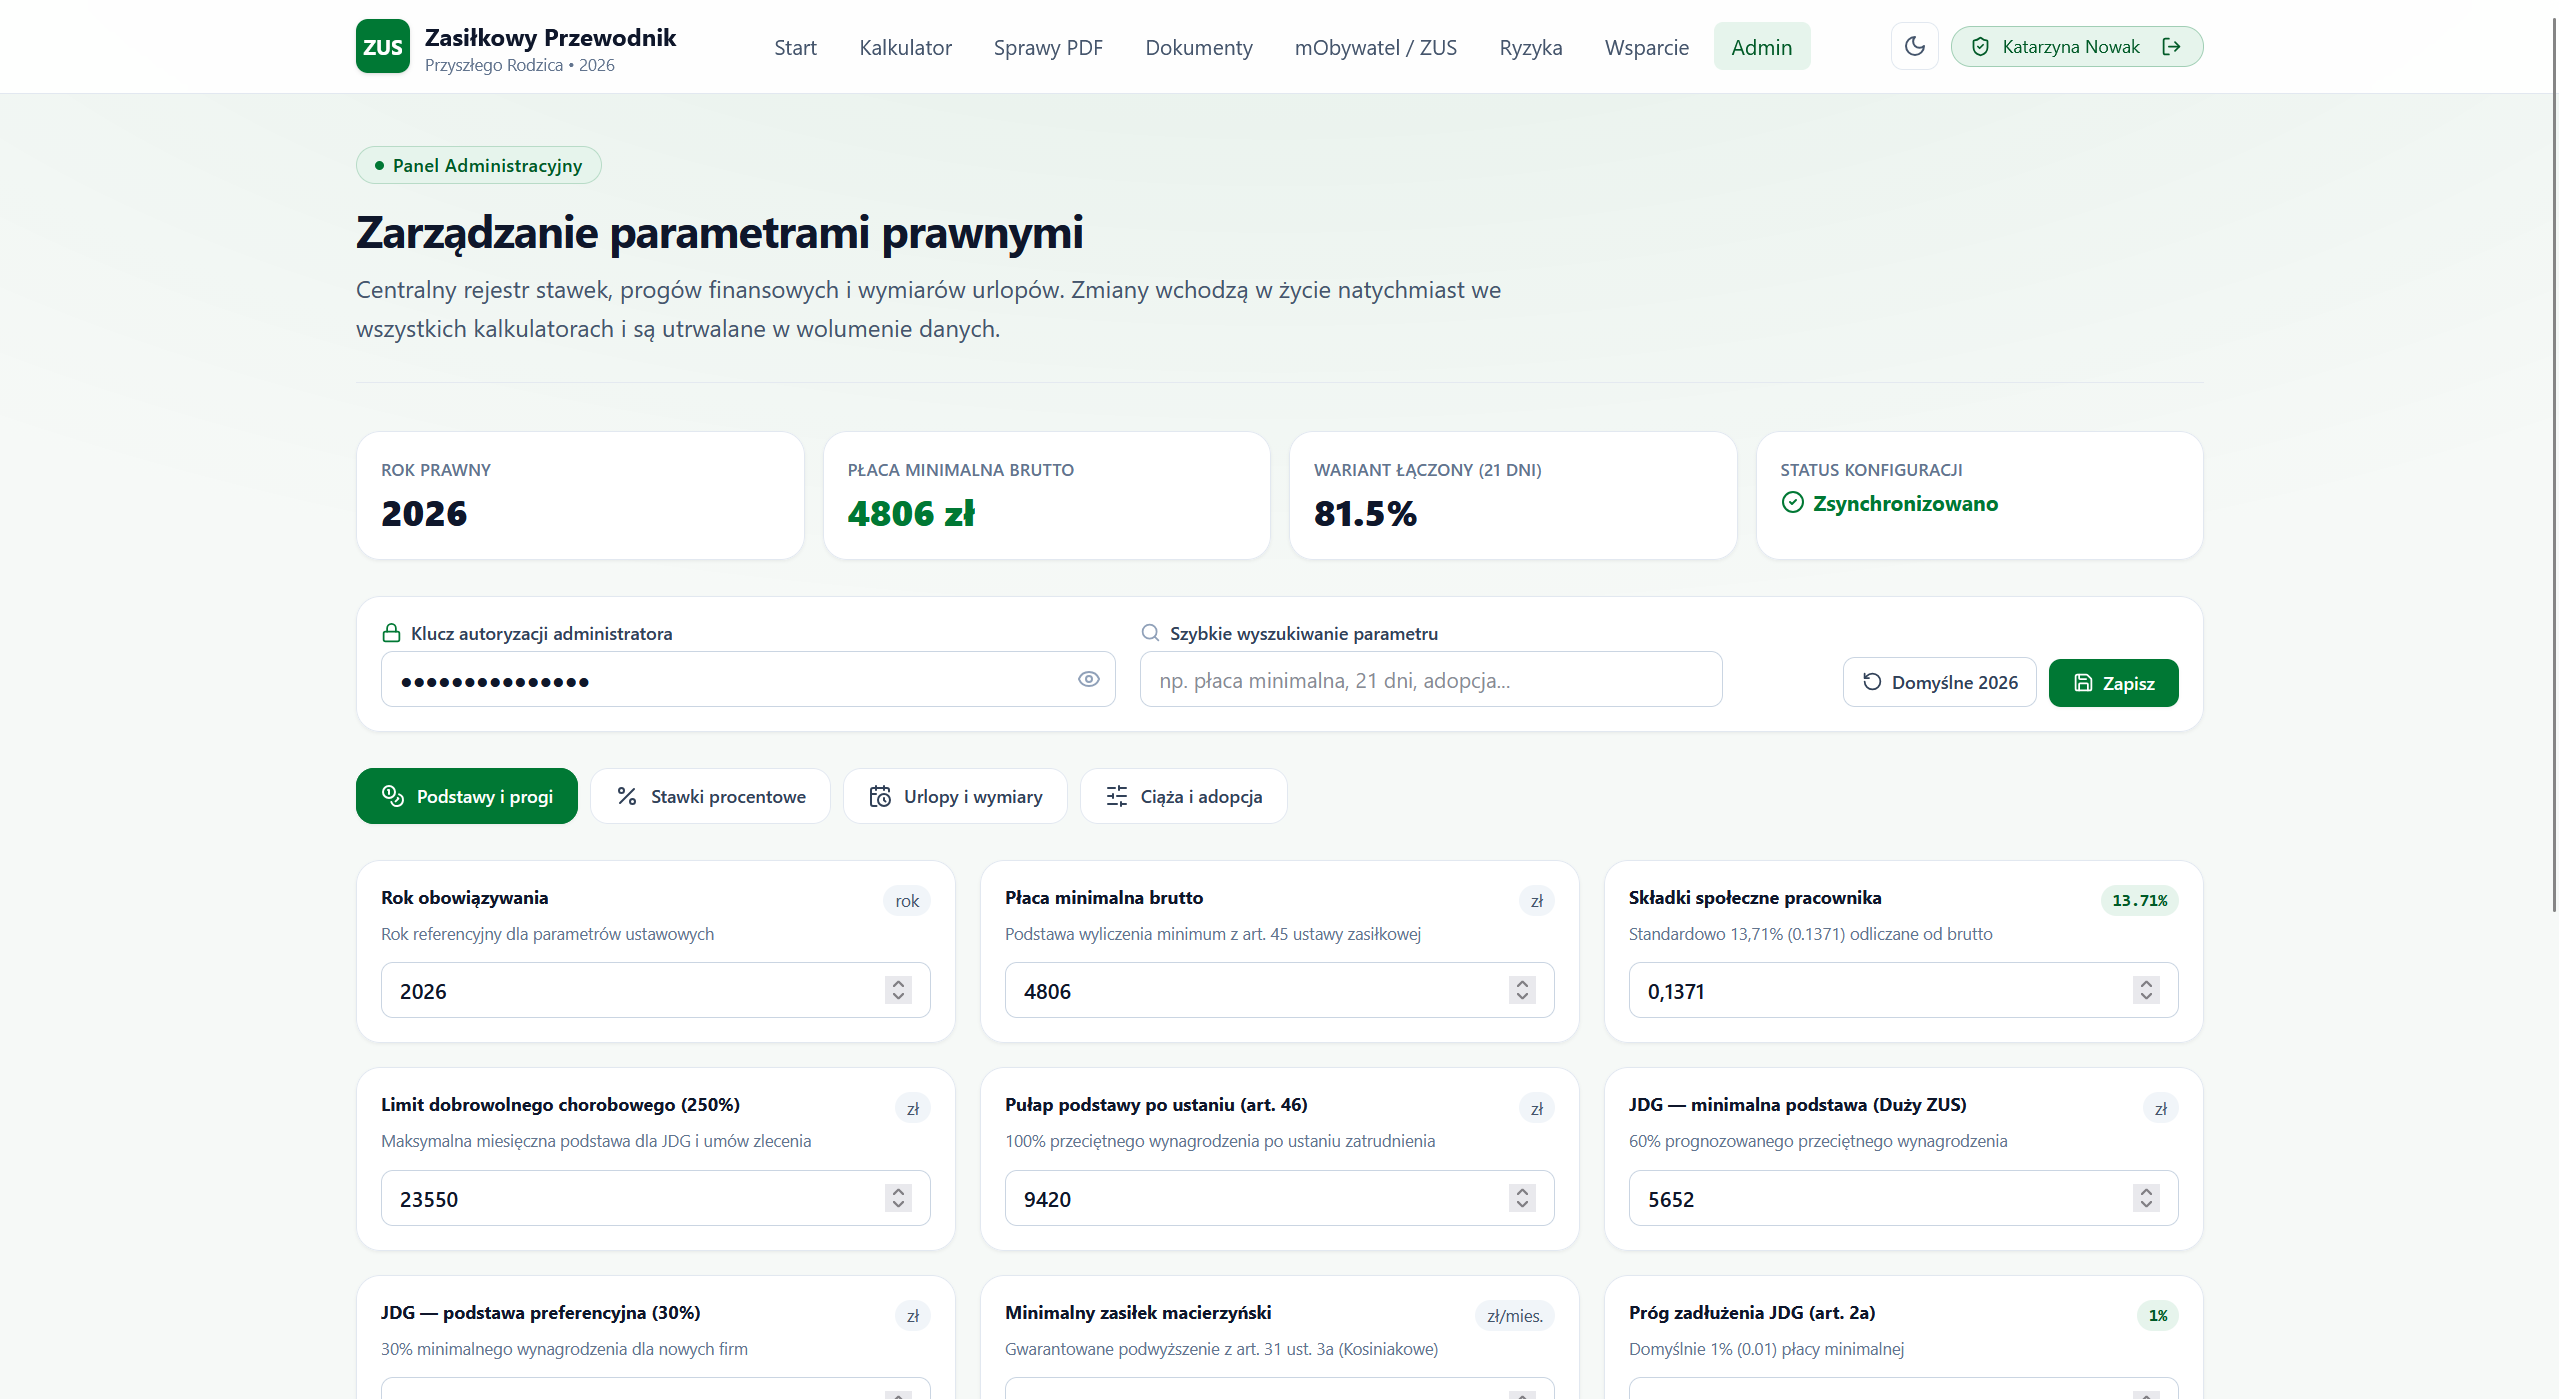 ZUS
Zasiłkowy Przewodnik
Przyszłego Rodzica • 2026
Start
Kalkulator
Sprawy PDF
Dokumenty
mObywatel / ZUS
Ryzyka
Wsparcie
Admin
Katarzyna Nowak
Panel Administracyjny
Zarządzanie parametrami prawnymi
Centralny rejestr stawek, progów finansowych i wymiarów urlopów. Zmiany wchodzą w życie natychmiast we
wszystkich kalkulatorach i są utrwalane w wolumenie danych.
ROK PRAWNY
2026
PŁACA MINIMALNA BRUTTO
4806 zł
WARIANT ŁĄCZONY (21 DNI)
81.5%
STATUS KONFIGURACJI
Zsynchronizowano
Klucz autoryzacji administratora
•••••••••••••••
Szybkie wyszukiwanie parametru
np. płaca minimalna, 21 dni, adopcja...
Domyślne 2026
Zapisz
Podstawy i progi
Stawki procentowe
Urlopy i wymiary
Ciąża i adopcja
Rok obowiązywania
rok
Rok referencyjny dla parametrów ustawowych
2026
Płaca minimalna brutto
zł
Podstawa wyliczenia minimum z art. 45 ustawy zasiłkowej
4806
Składki społeczne pracownika
13.71%
Standardowo 13,71% (0.1371) odliczane od brutto
0,1371
Limit dobrowolnego chorobowego (250%)
zł
Maksymalna miesięczna podstawa dla JDG i umów zlecenia
23550
Pułap podstawy po ustaniu (art. 46)
zł
100% przeciętnego wynagrodzenia po ustaniu zatrudnienia
9420
JDG — minimalna podstawa (Duży ZUS)
zł
60% prognozowanego przeciętnego wynagrodzenia
5652
JDG — podstawa preferencyjna (30%)
zł
30% minimalnego wynagrodzenia dla nowych firm
Minimalny zasiłek macierzyński
zł/mies.
Gwarantowane podwyższenie z art. 31 ust. 3a (Kosiniakowe)
Próg zadłużenia JDG (art. 2a)
1%
Domyślnie 1% (0.01) płacy minimalnej